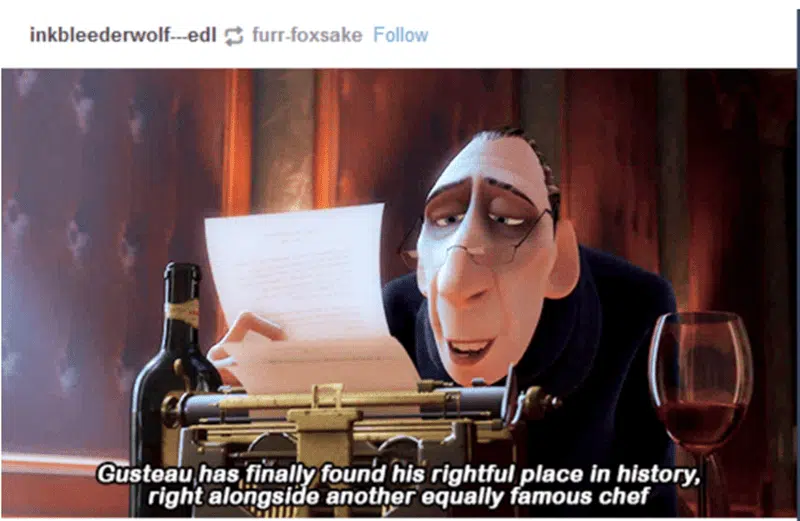 inkbleederwolf---edl furr-foxsake Follow
Gusteau has finally found his rightful place in history,
right alongside another equally famous chef